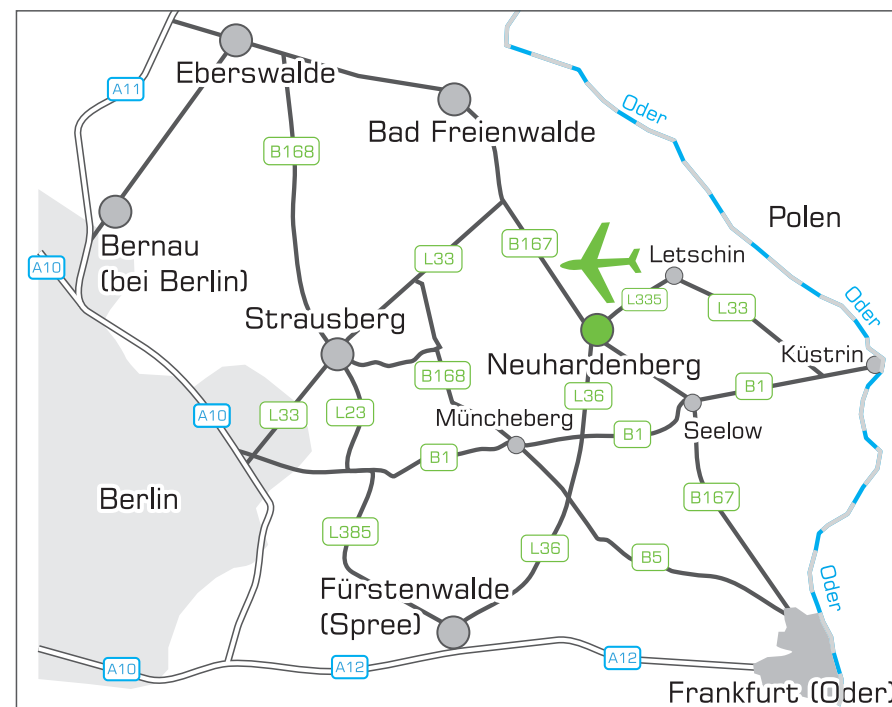 Eberswalde
A11
Oder
Oder
Bad Freienwalde
B168
Polen
Bernau
(bei Berlin)
B167
Letschin
A10
L33
L335
L33
Oder
Strausberg
Neuhardenberg
Küstrin
B168
L36
B1
A10
L33
L23
Müncheberg
B1
Seelow
B1
Berlin
B167
L385
L36
B5
Oder
Fürstenwalde
(Spree)
A10
A12
A12
Frankfurt (Oder)